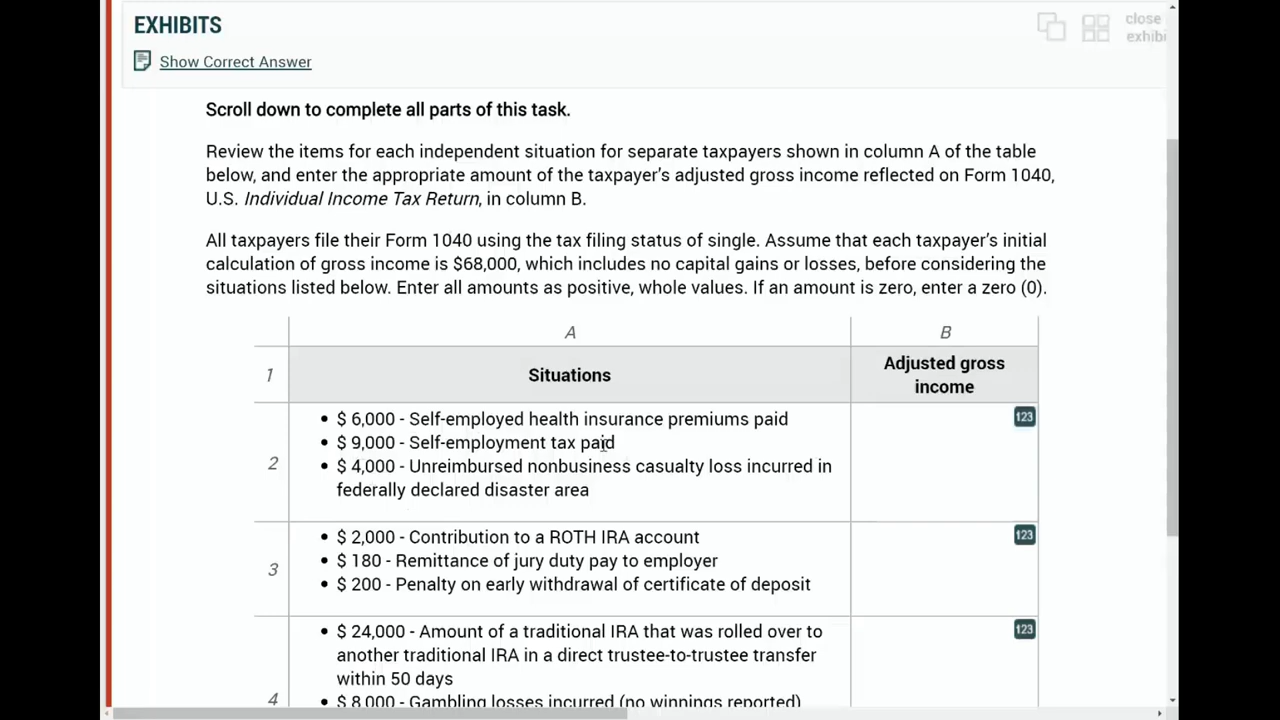 EXHIBITS
close
exhibi
Show Correct Answer
Scroll down to complete all parts of this task.
Review the items for each independent situation for separate taxpayers shown in column A of the table
below, and enter the appropriate amount of the taxpayer's adjusted gross income reflected on Form 1040,
U.S. Individual Income Tax Return, in column B.
All taxpayers file their Form 1040 using the tax filing status of single. Assume that each taxpayer's initial
calculation of gross income is $68,000, which includes no capital gains or losses, before considering the
situations listed below. Enter all amounts as positive, whole values. If an amount is zero, enter a zero (0).
A B
1 Situations Adjusted gross
income
• $ 6,000 - Self-employed health insurance premiums paid 123
• $ 9,000 - Self-employment tax paid
2 • $ 4,000 - Unreimbursed nonbusiness casualty loss incurred in
federally declared disaster area
• $ 2,000 - Contribution to a ROTH IRA account 123
3 • $ 180 - Remittance of jury duty pay to employer
• $ 200 - Penalty on early withdrawal of certificate of deposit
• $ 24,000 - Amount of a traditional IRA that was rolled over to 123
another traditional IRA in a direct trustee-to-trustee transfer
within 50 days
4 • $ 8,000 - Gambling losses incurred (no winnings reported)